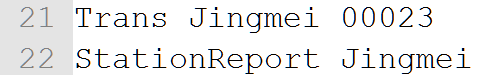 21 Trans Jingmei 00023
22 StationReport Jingmei